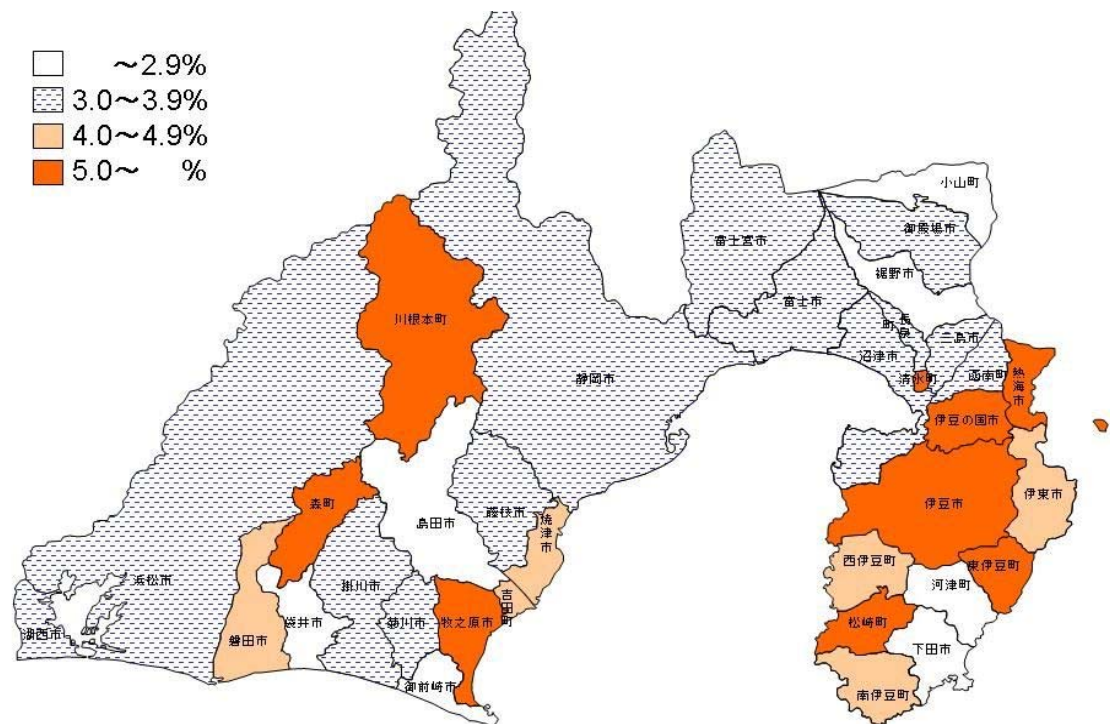 ～2.9%
3.0～3.9%
4.0～4.9%
5.0～ %
小山町
御殿場市
富士宮市
裾野市
富士市
長泉
町
川根本町
三島市
沼津市
函南町
静岡市
清水町
熱海市
伊豆の国市
森町
伊東市
伊豆市
島田市
藤枝市
焼津市
西伊豆町
東伊豆町
浜松市
掛川市
河津町
吉田町
袋井市
菊川市
牧之原市
松崎町
湖西市
磐田市
下田市
御前崎市
南伊豆町